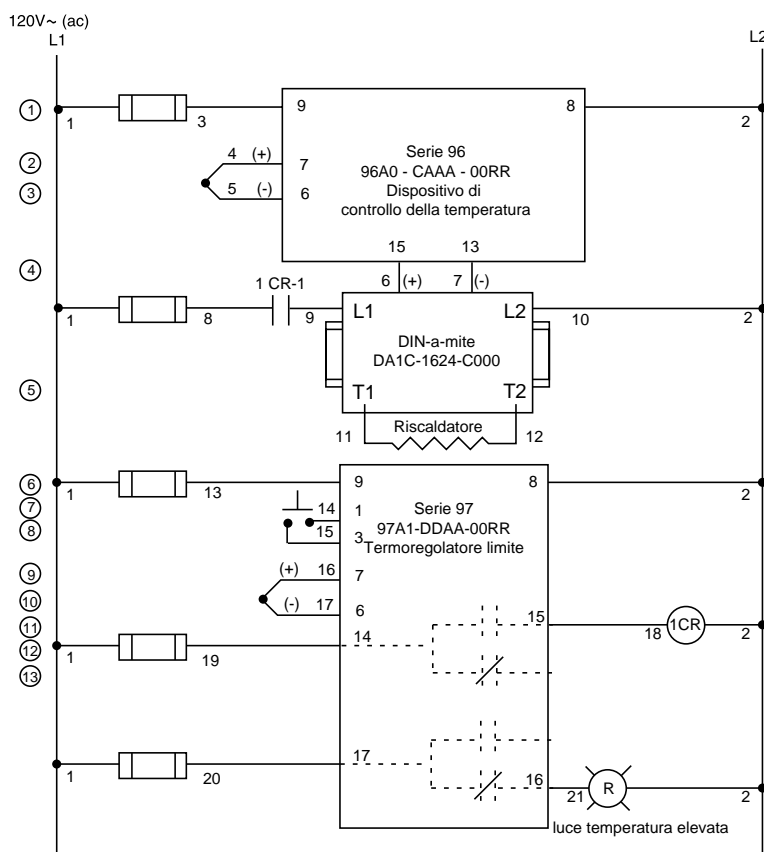 120V~ (ac)
L1
L2
1
1
3
9
8
2
Serie 96
96A0 - CAAA - 00RR
Dispositivo di
controllo della temperatura
2
4 (+)
7
3
5 (-)
6
15
13
4
6 (+)
7 (-)
1 CR-1
1
8
9
L1
L2
10
2
DIN-a-mite
DA1C-1624-C000
5
T1
T2
Riscaldatore
11
12
6
1
13
9
8
2
Serie 97
97A1-DDAA-00RR
Termoregolatore limite
7
14
1
8
15
3
9
(+) 16
7
10
(-) 17
6
11
12
13
1
19
14
15
18
1CR
2
1
20
17
16
21
R
2
luce temperatura elevata